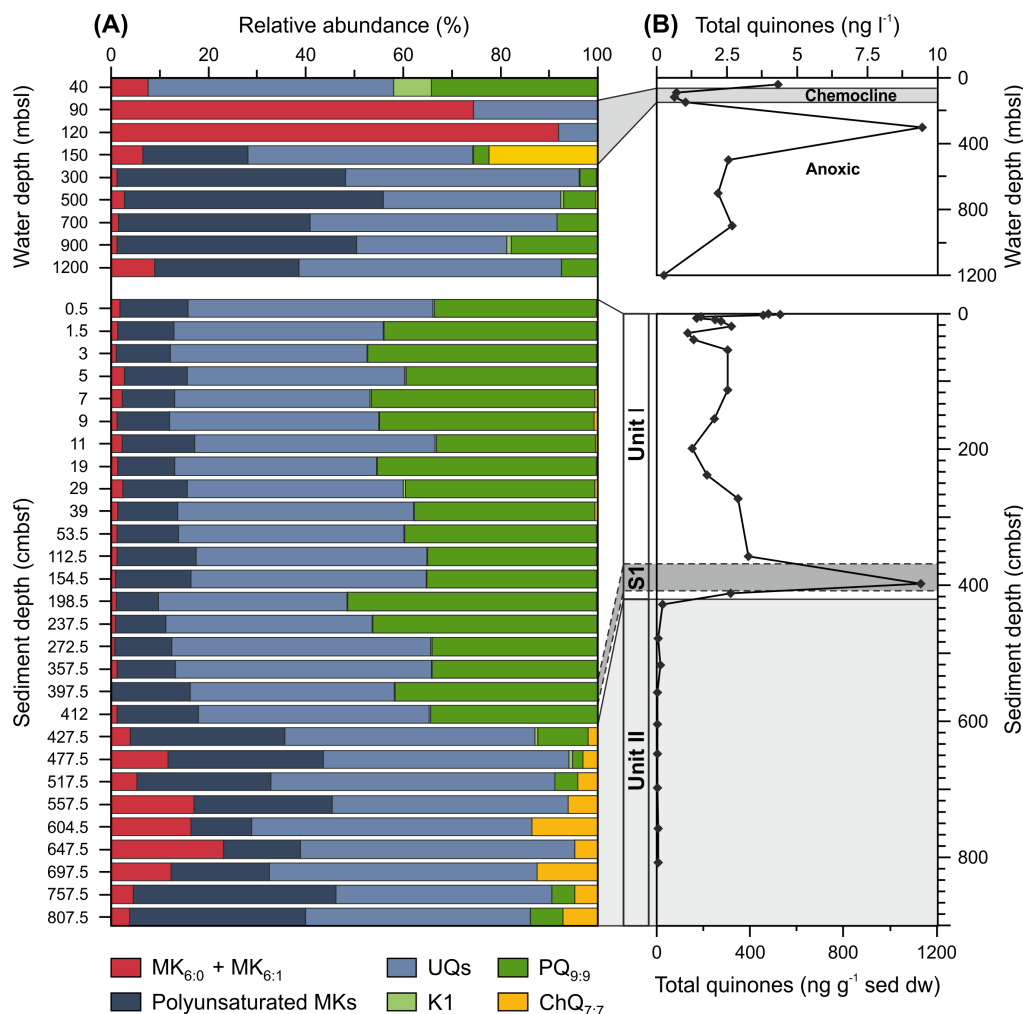 (A) Relative abundance (%)
0 20 40 60 80 100
Water depth (mbsl)
40
90
120
150
300
500
700
900
1200
Sediment depth (cmbsf)
0.5
1.5
3
5
7
9
11
19
29
39
53.5
112.5
154.5
198.5
237.5
272.5
357.5
397.5
412
427.5
477.5
517.5
557.5
604.5
647.5
697.5
757.5
807.5
MK6:0 + MK6:1 UQs PQ9:9
Polyunsaturated MKs K1 ChQ7:7
(B) Total quinones (ng l-1)
0 2.5 5 7.5 10
Chemocline
Anoxic
0
400
800
1200
Water depth (mbsl)
Unit I
S1
Unit II
0
200
400
600
800
Sediment depth (cmbsf)
0 400 800 1200
Total quinones (ng g-1 sed dw)